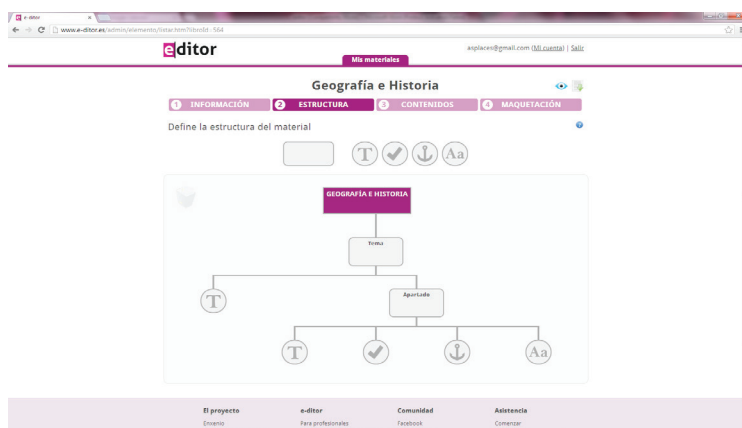 e-ditor
www.e-ditor.es/admin/elemento/listar.htm?libroId=564
editor
Mis materiales
asplaces@gmail.com (Mi cuenta) | Salir
Geografía e Historia
1 INFORMACIÓN
2 ESTRUCTURA
3 CONTENIDOS
4 MAQUETACIÓN
Define la estructura del material
T
Aa
GEOGRAFÍA E HISTORIA
Tema
T
Apartado
T
Aa
El proyecto
e-ditor
Comunidad
Asistencia
Enxenio
Para profesionales
Facebook
Comenzar